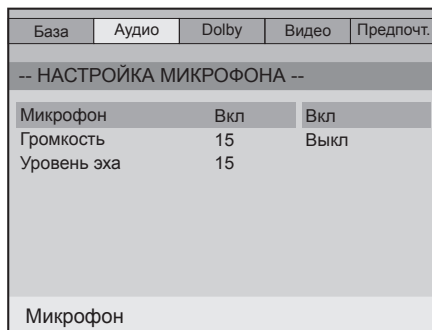 База Аудио Dolby Видео Предпочт.
-- НАСТРОЙКА МИКРОФОНА --
Микрофон Вкл Вкл
Громкость 15 Выкл
Уровень эха 15
Микрофон